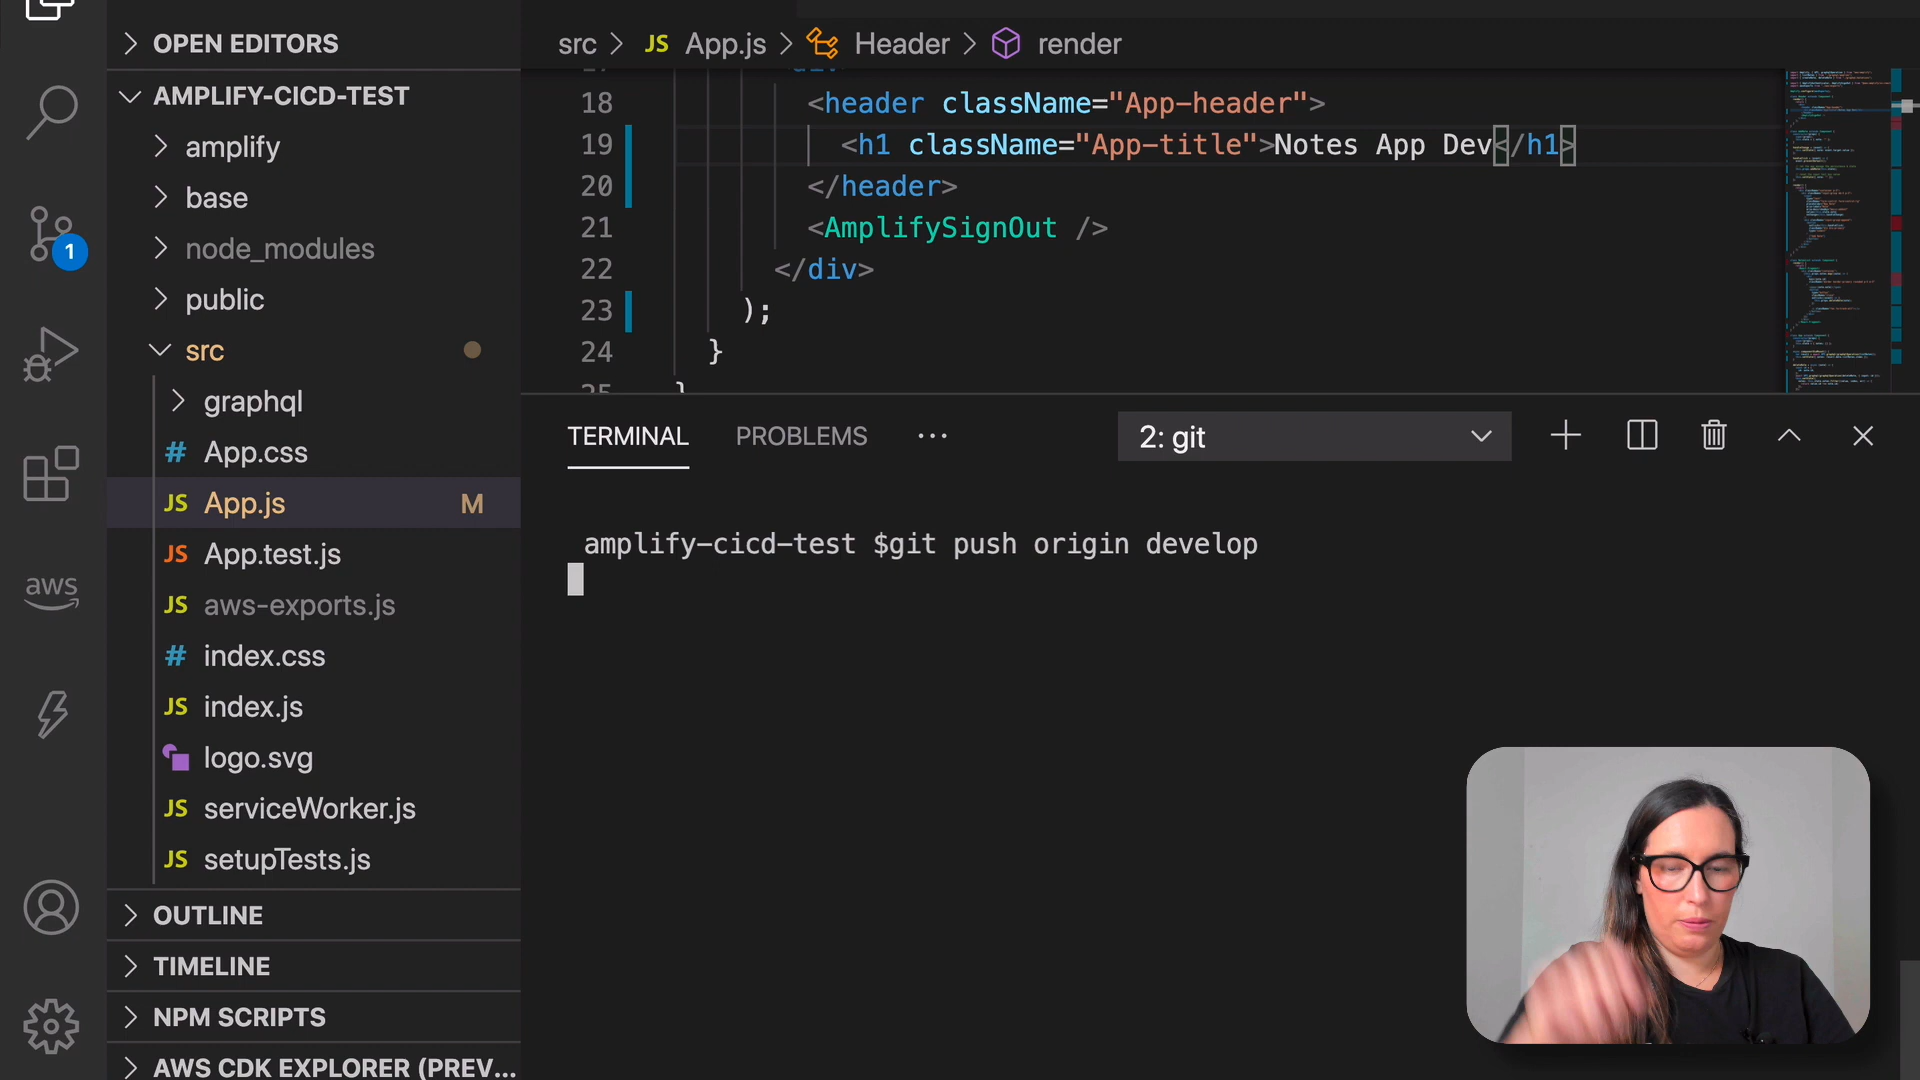 OPEN EDITORS
AMPLIFY-CICD-TEST
amplify
base
node_modules
public
src
graphql
# App.css
JS App.js M
JS App.test.js
JS aws-exports.js
# index.css
JS index.js
logo.svg
JS serviceWorker.js
JS setupTests.js
OUTLINE
TIMELINE
NPM SCRIPTS
AWS CDK EXPLORER (PREV...
1
aws
src > JS App.js > Header > render
18 <header className="App-header">
19 <h1 className="App-title">Notes App Dev</h1>
20 </header>
21 <AmplifySignOut />
22 </div>
23 );
24 }
25 }
TERMINAL PROBLEMS ··· 2: git
amplify-cicd-test $git push origin develop